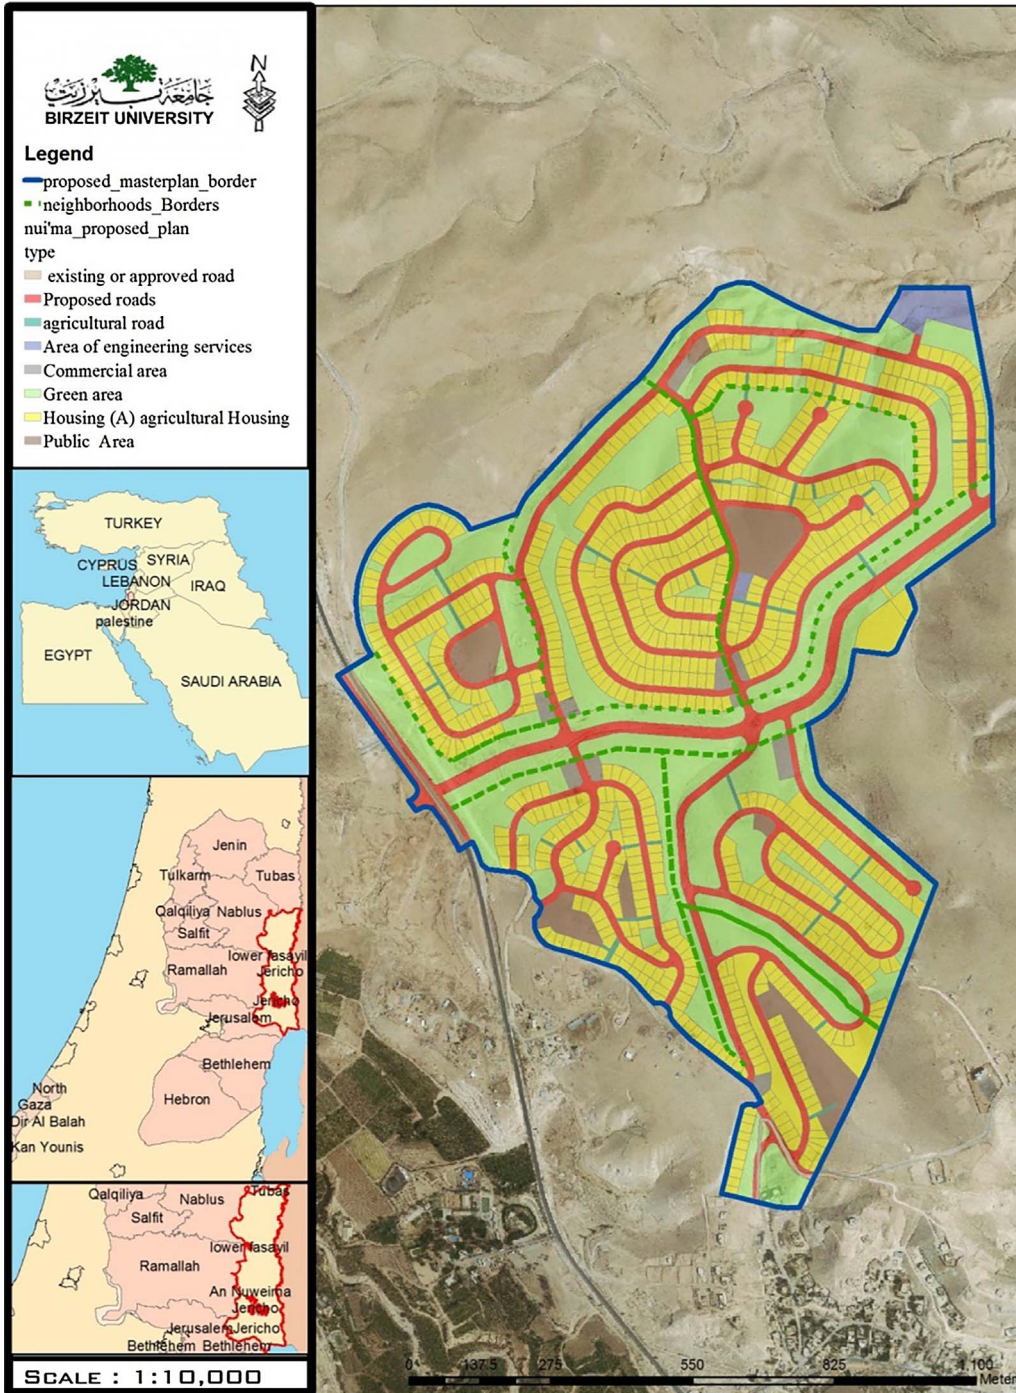 جامعة بيرزيت
BIRZEIT UNIVERSITY
N
Legend
proposed_masterplan_border
neighborhoods_Borders
nui'ma_proposed_plan
type
existing or approved road
Proposed roads
agricultural road
Area of engineering services
Commercial area
Green area
Housing (A) agricultural Housing
Public Area
TURKEY
CYPRUS
SYRIA
LEBANON
IRAQ
JORDAN
palestine
EGYPT
SAUDI ARABIA
Jenin
Tulkarm
Tubas
Qalqiliya
Nablus
Salfit
lower fasayil
Ramallah
Jericho
Jericho
Jerusalem
Bethlehem
North
Hebron
Gaza
Dir Al Balah
Kan Younis
Qalqiliya
Nablus
Tubas
Salfit
lower fasayil
Ramallah
An Nuweima
Jericho
Jerusalem
Jericho
Bethlehem
Bethlehem
SCALE : 1:10,000
0 137.5 275 550 825 1,100
Meter